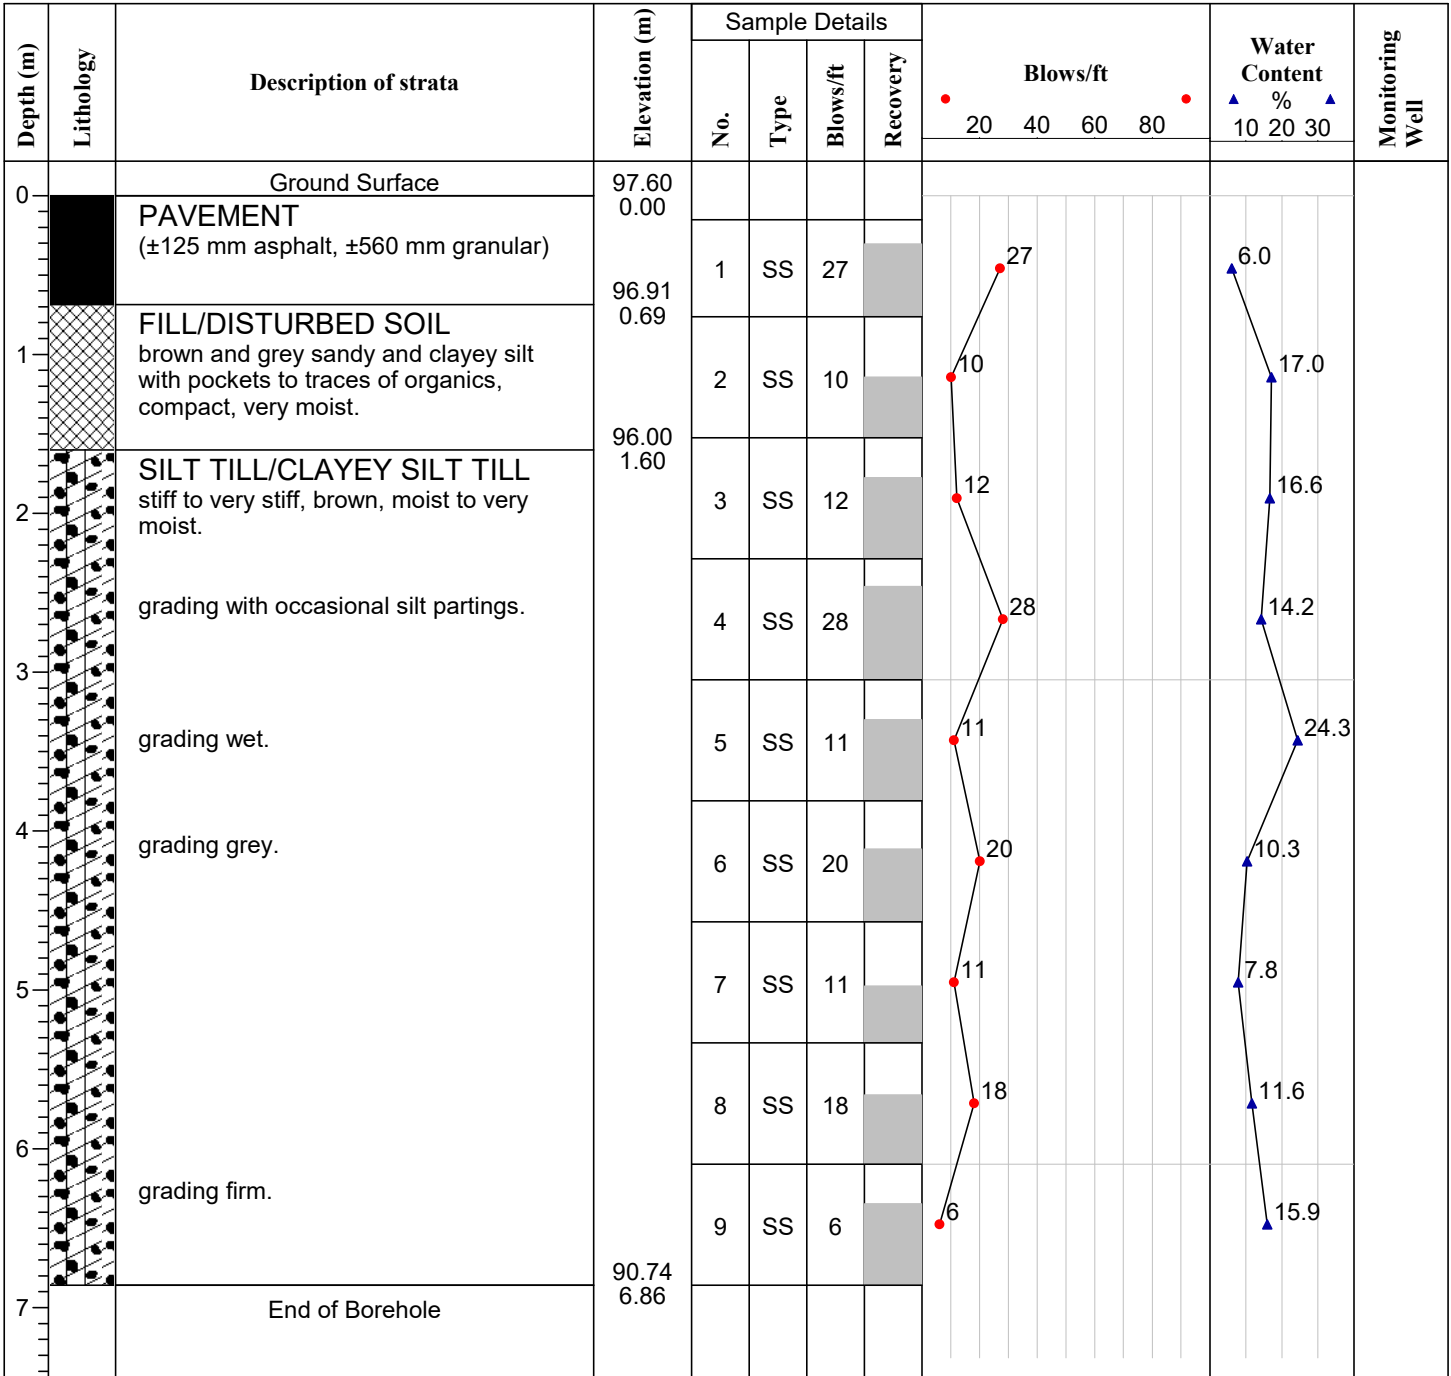 Depth (m)
Lithology
Description of strata
Elevation (m)
Sample Details
No.
Type
Blows/ft
Recovery
Blows/ft
20 40 60 80
Water
Content
%
10 20 30
Monitoring
Well
Ground Surface
97.60
0.00
0
PAVEMENT
(±125 mm asphalt, ±560 mm granular)
1 SS 27
27
6.0
96.91
0.69
FILL/DISTURBED SOIL
brown and grey sandy and clayey silt
with pockets to traces of organics,
compact, very moist.
1
2 SS 10
10
17.0
96.00
1.60
SILT TILL/CLAYEY SILT TILL
stiff to very stiff, brown, moist to very
moist.
3 SS 12
12
16.6
2
grading with occasional silt partings.
4 SS 28
28
14.2
3
grading wet.
5 SS 11
11
24.3
4
grading grey.
6 SS 20
20
10.3
5
7 SS 11
11
7.8
8 SS 18
18
11.6
6
grading firm.
9 SS 6
6
15.9
90.74
6.86
7
End of Borehole